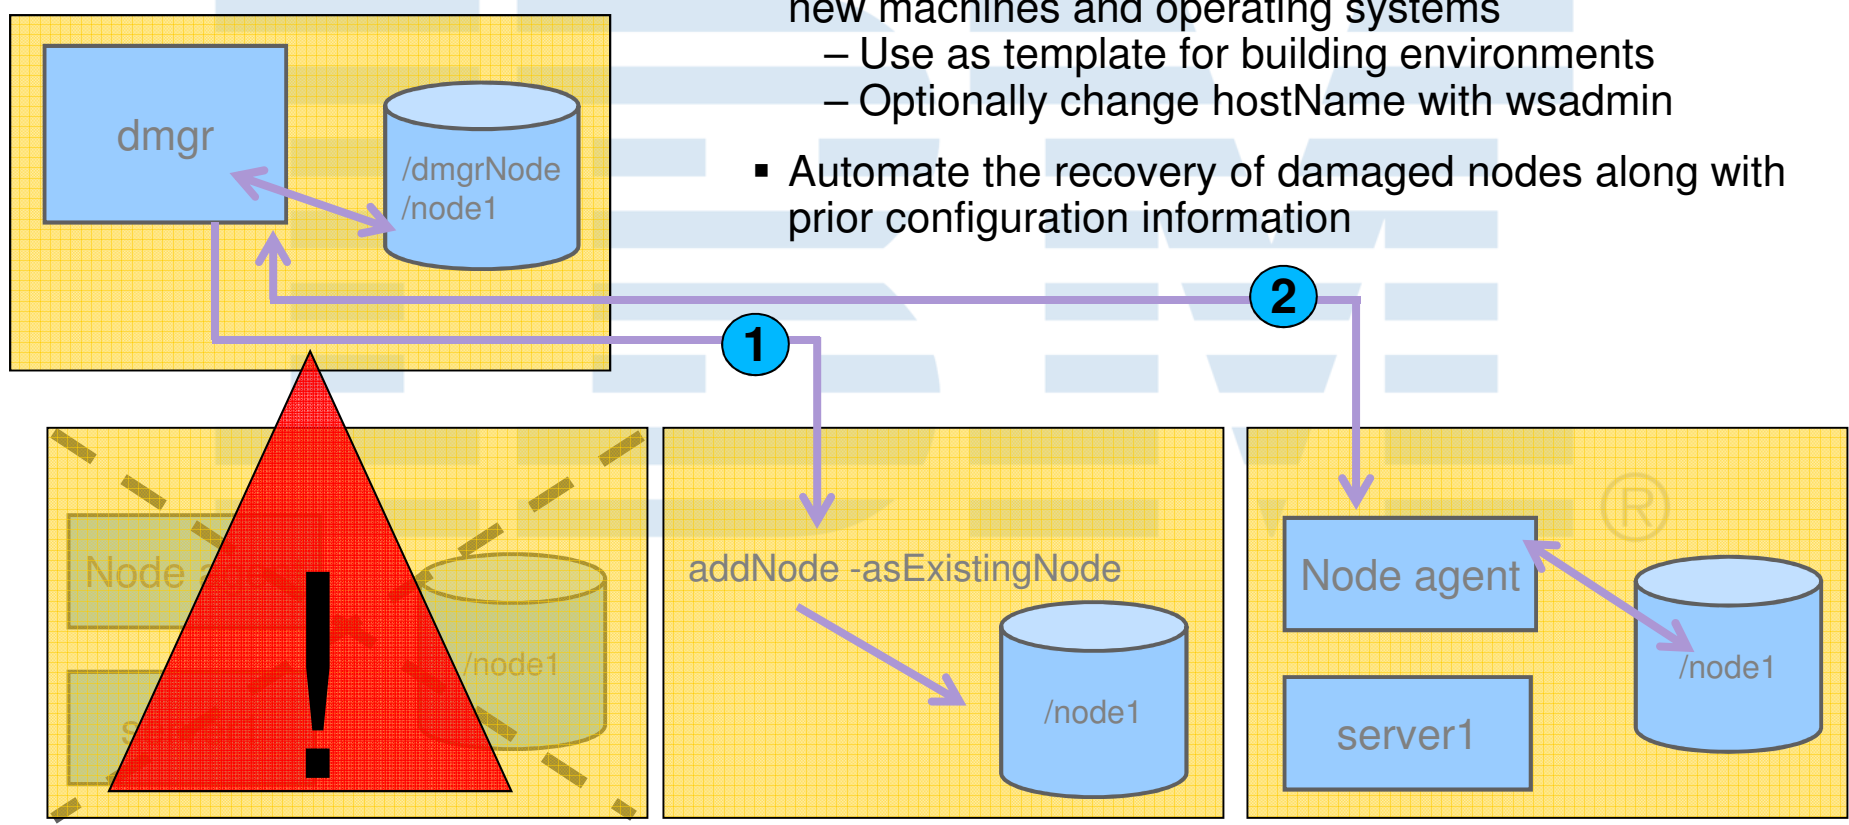 new machines and operating systems
– Use as template for building environments
– Optionally change hostName with wsadmin
▪ Automate the recovery of damaged nodes along with
prior configuration information
dmgr
/dmgrNode
/node1
1
2
Node
/node1
!
addNode -asExistingNode
/node1
Node agent
/node1
server1
®